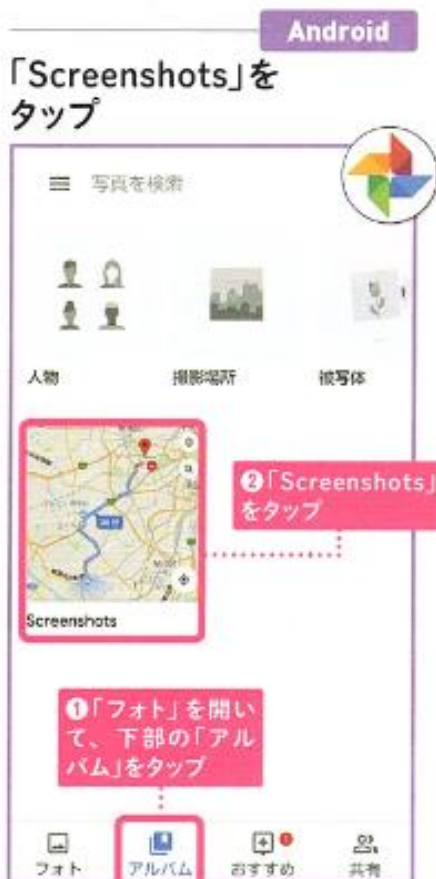 Android
「Screenshots」を
タップ
写真を検索
人物
撮影場所
被写体
❷「Screenshots」
をタップ
Screenshots
❶「フォト」を開い
て、下部の「アル
バム」をタップ
フォト
アルバム
おすすめ
共有